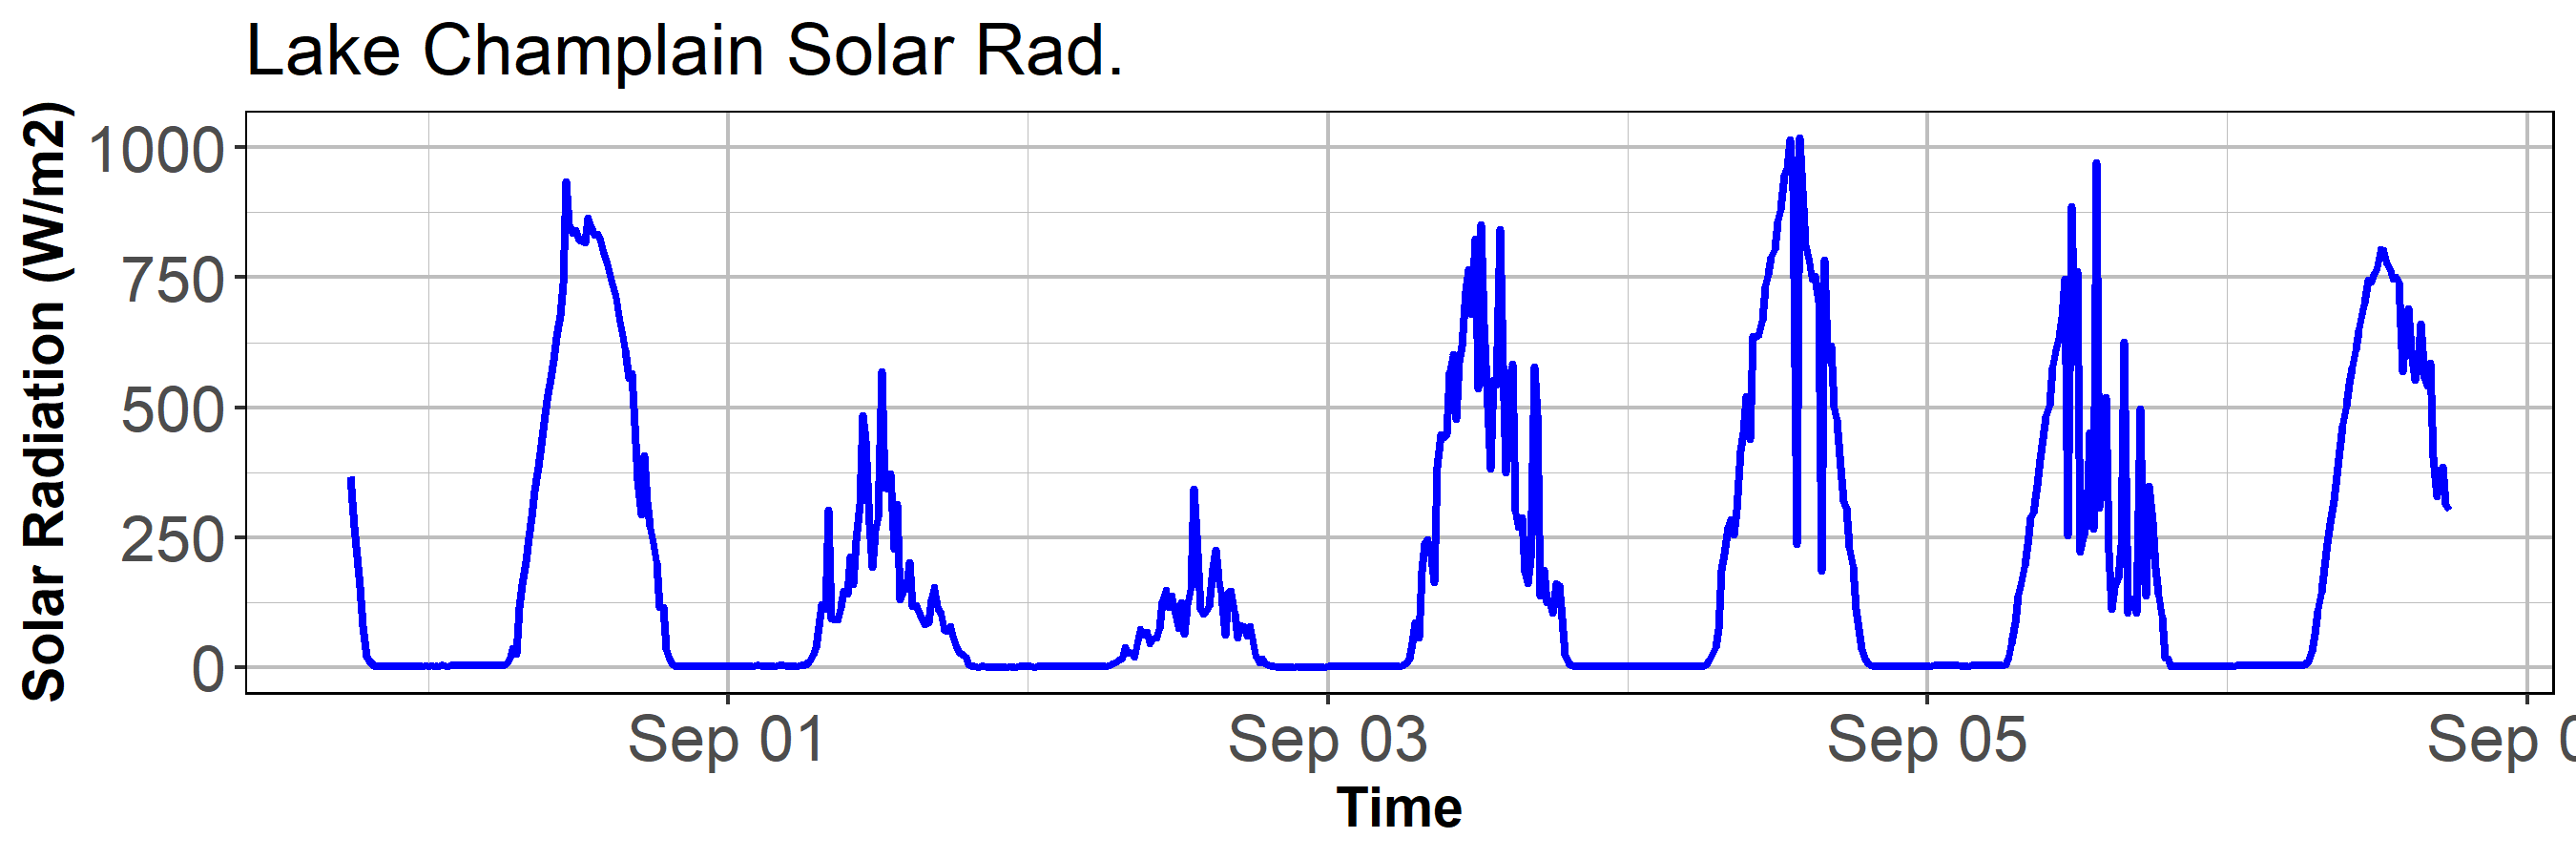 Lake Champlain Solar Rad.
Solar Radiation (W/m2)
1000
750
500
250
0
Sep 01 Sep 03 Sep 05 Sep
Time